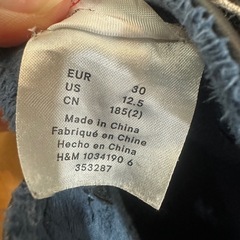 EUR 30
US 12.5
CN 185(2)
Made in China
Fabriqué en Chine
Hecho en China
H&M 1034190 6
353287